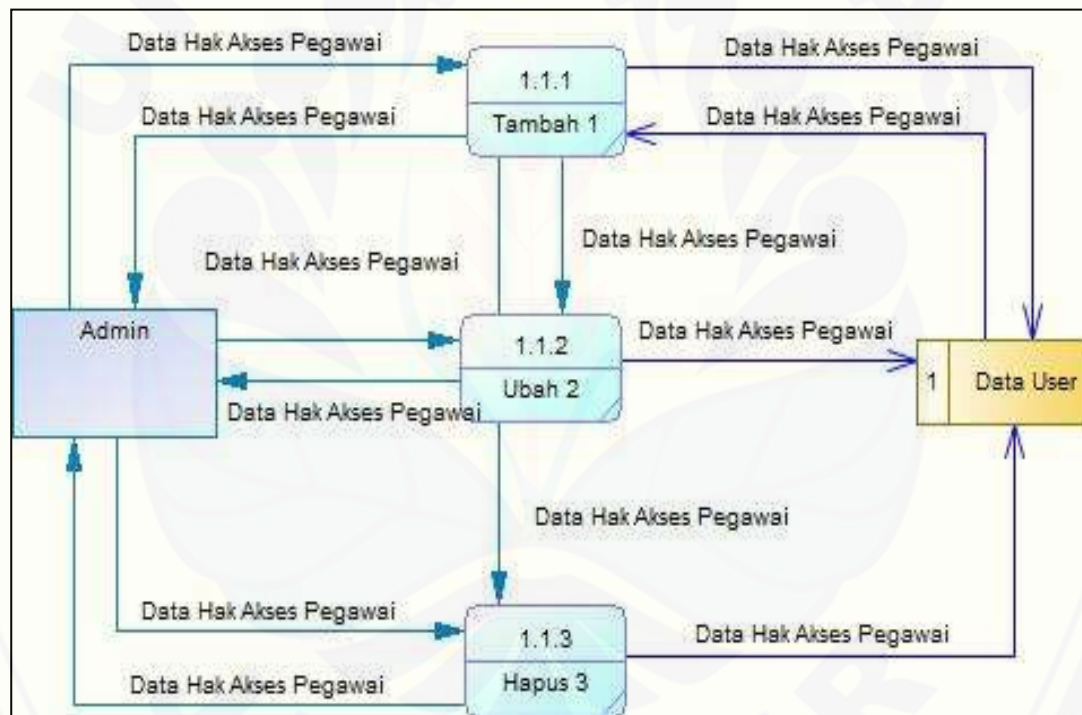 Data Hak Akses Pegawai
Data Hak Akses Pegawai
1.1.1
Tambah 1
Data Hak Akses Pegawai
Data Hak Akses Pegawai
Data Hak Akses Pegawai
Data Hak Akses Pegawai
Admin
1.1.2
Ubah 2
Data Hak Akses Pegawai
1
Data User
Data Hak Akses Pegawai
Data Hak Akses Pegawai
Data Hak Akses Pegawai
1.1.3
Hapus 3
Data Hak Akses Pegawai
Data Hak Akses Pegawai